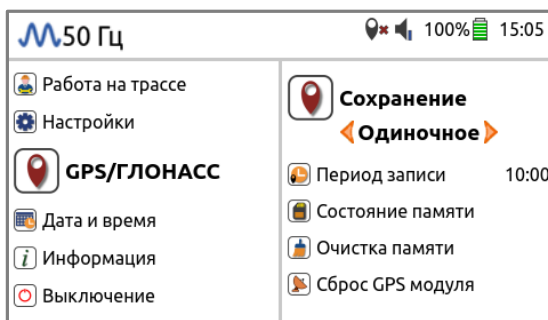 50 Гц
100% 15:05
Работа на трассе
Настройки
GPS/ГЛОНАСС
Дата и время
Информация
Выключение
Сохранение
Одиночное
Период записи 10:00
Состояние памяти
Очистка памяти
Сброс GPS модуля